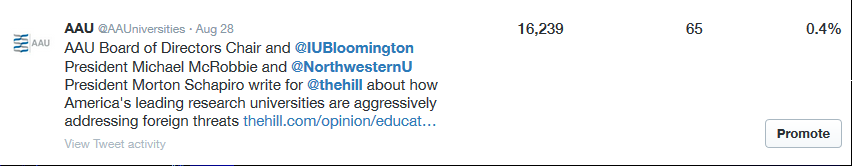 AAU @AAUniversities · Aug 28 16,239 65 0.4%
AAU
AAU Board of Directors Chair and @IUBloomington
President Michael McRobbie and @NorthwesternU
President Morton Schapiro write for @thehill about how
America's leading research universities are aggressively
addressing foreign threats thehill.com/opinion/educat…
View Tweet activity
Promote